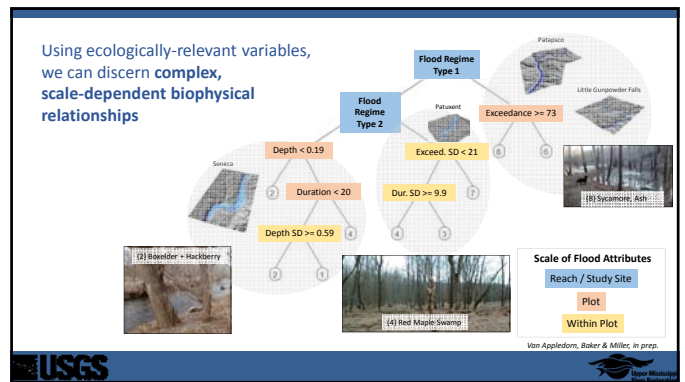 Using ecologically-relevant variables,
we can discern complex,
scale-dependent biophysical
relationships
Flood Regime
Type 1
Patapsco
Little Gunpowder Falls
Flood
Regime
Type 2
Patuxent
Exceedance >= 73
Depth < 0.19
Exceed. SD < 21
8
6
Seneca
2
Duration < 20
Dur. SD >= 9.9
7
(8) Sycamore, Ash
Depth SD >= 0.59
4
4
3
(2) Boxelder + Hackberry
2
1
(4) Red Maple Swamp
Scale of Flood Attributes
Reach / Study Site
Plot
Within Plot
Van Appledorn, Baker & Miller, in prep.
USGS
Upper Mississippi
River Restoration